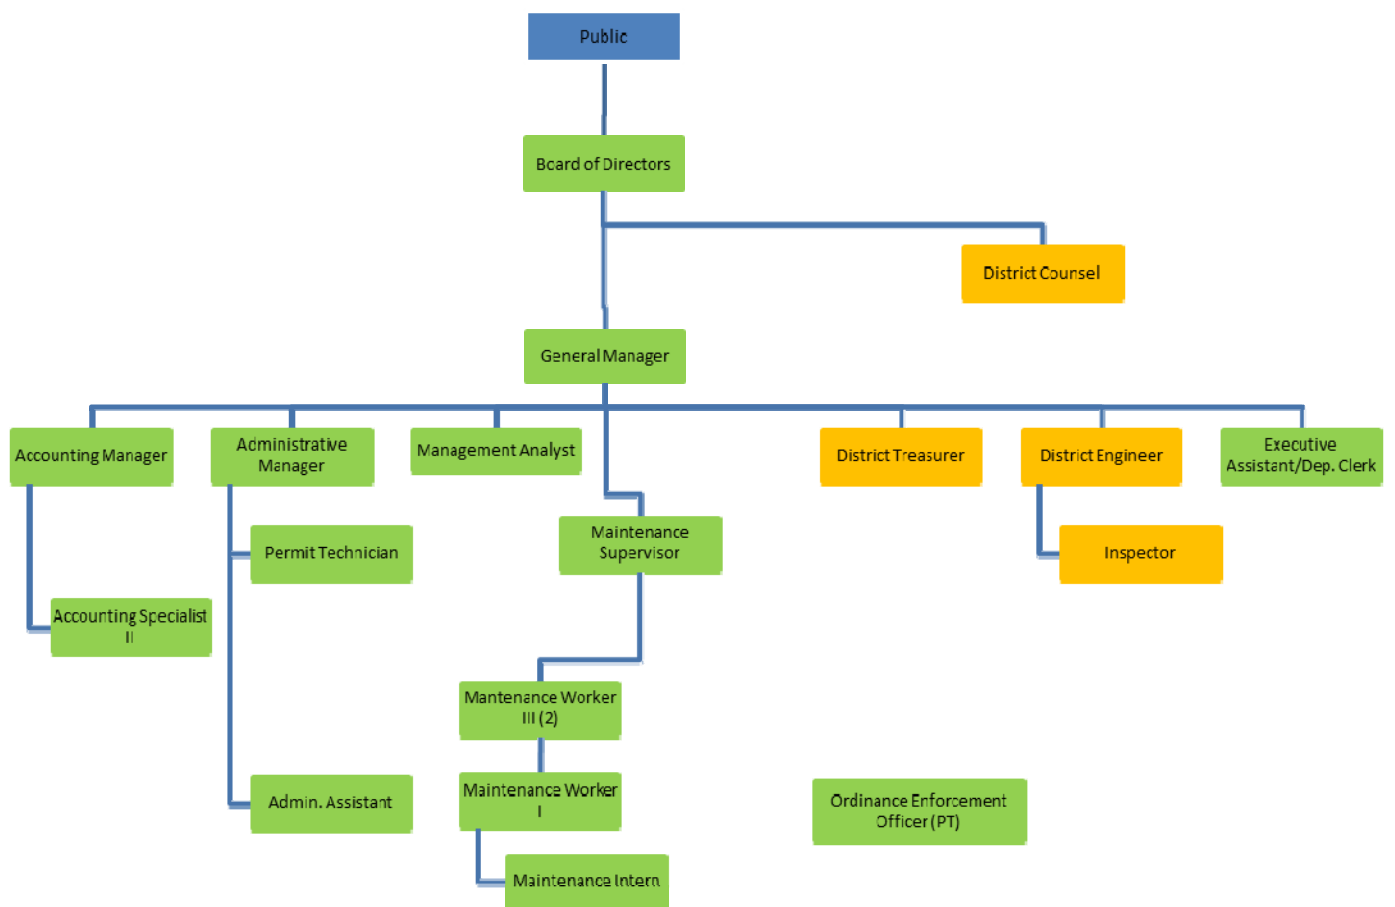 Public
Board of Directors
District Counsel
General Manager
Accounting Manager
Administrative
Manager
Management Analyst
District Treasurer
District Engineer
Executive
Assistant/Dep. Clerk
Maintenance
Supervisor
Permit Technician
Inspector
Accounting Specialist
II
Mantenance Worker
III (2)
Maintenance Worker
I
Admin. Assistant
Ordinance Enforcement
Officer (PT)
Maintenance Intern